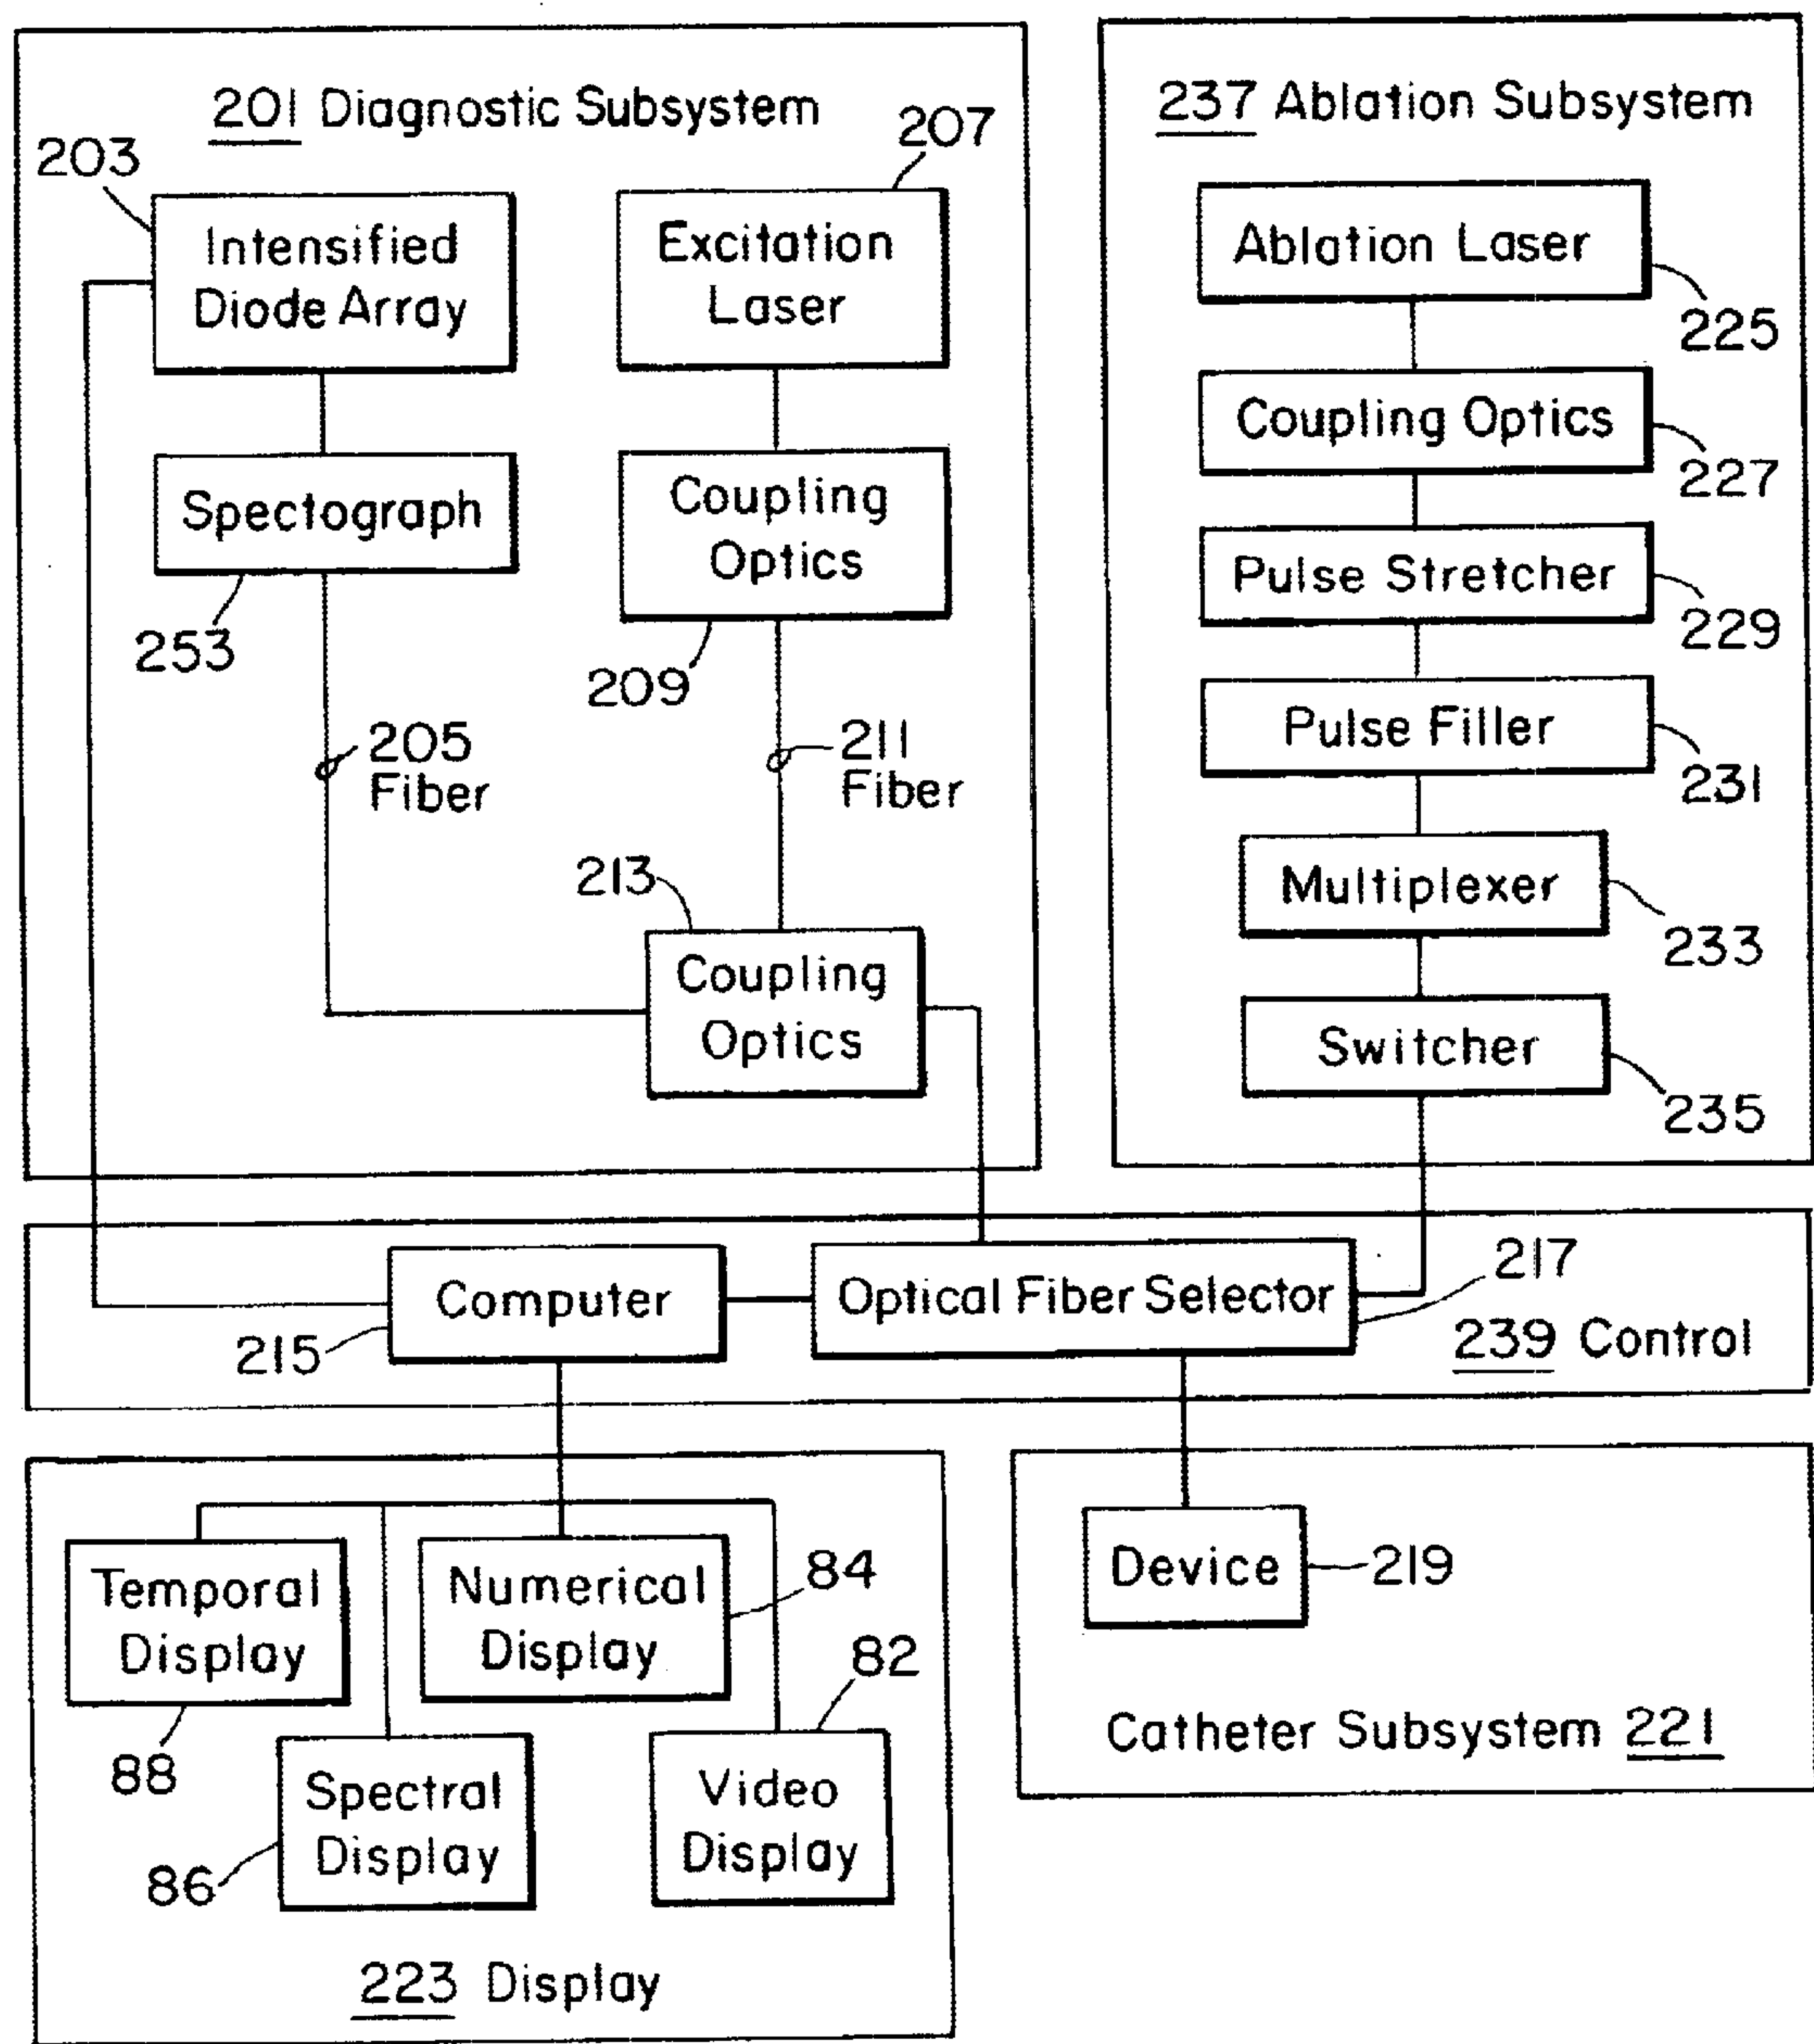 201 Diagnostic Subsystem
203
207
Intensified
Diode Array
Excitation
Laser
Spectograph
253
Coupling
Optics
209
205
Fiber
211
Fiber
213
Coupling
Optics
237 Ablation Subsystem
Ablation Laser
225
Coupling Optics
227
Pulse Stretcher
229
Pulse Filler
231
Multiplexer
233
Switcher
235
Computer
215
Optical Fiber Selector
217
239 Control
Temporal
Display
88
Numerical
Display
84
Spectral
Display
86
Video
Display
82
223 Display
Device
219
Catheter Subsystem 221